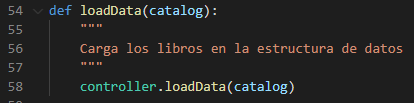 54 def loadData(catalog):
55     """
56     Carga los libros en la estructura de datos
57     """
58     controller.loadData(catalog)